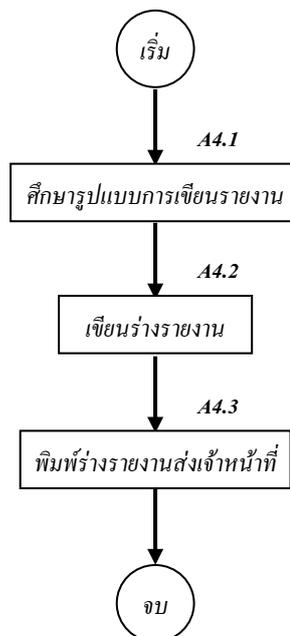 เริ่ม
A4.1
ศึกษารูปแบบการเขียนรายงาน
A4.2
เขียนร่างรายงาน
A4.3
พิมพ์ร่างรายงานส่งเจ้าหน้าที่
จบ